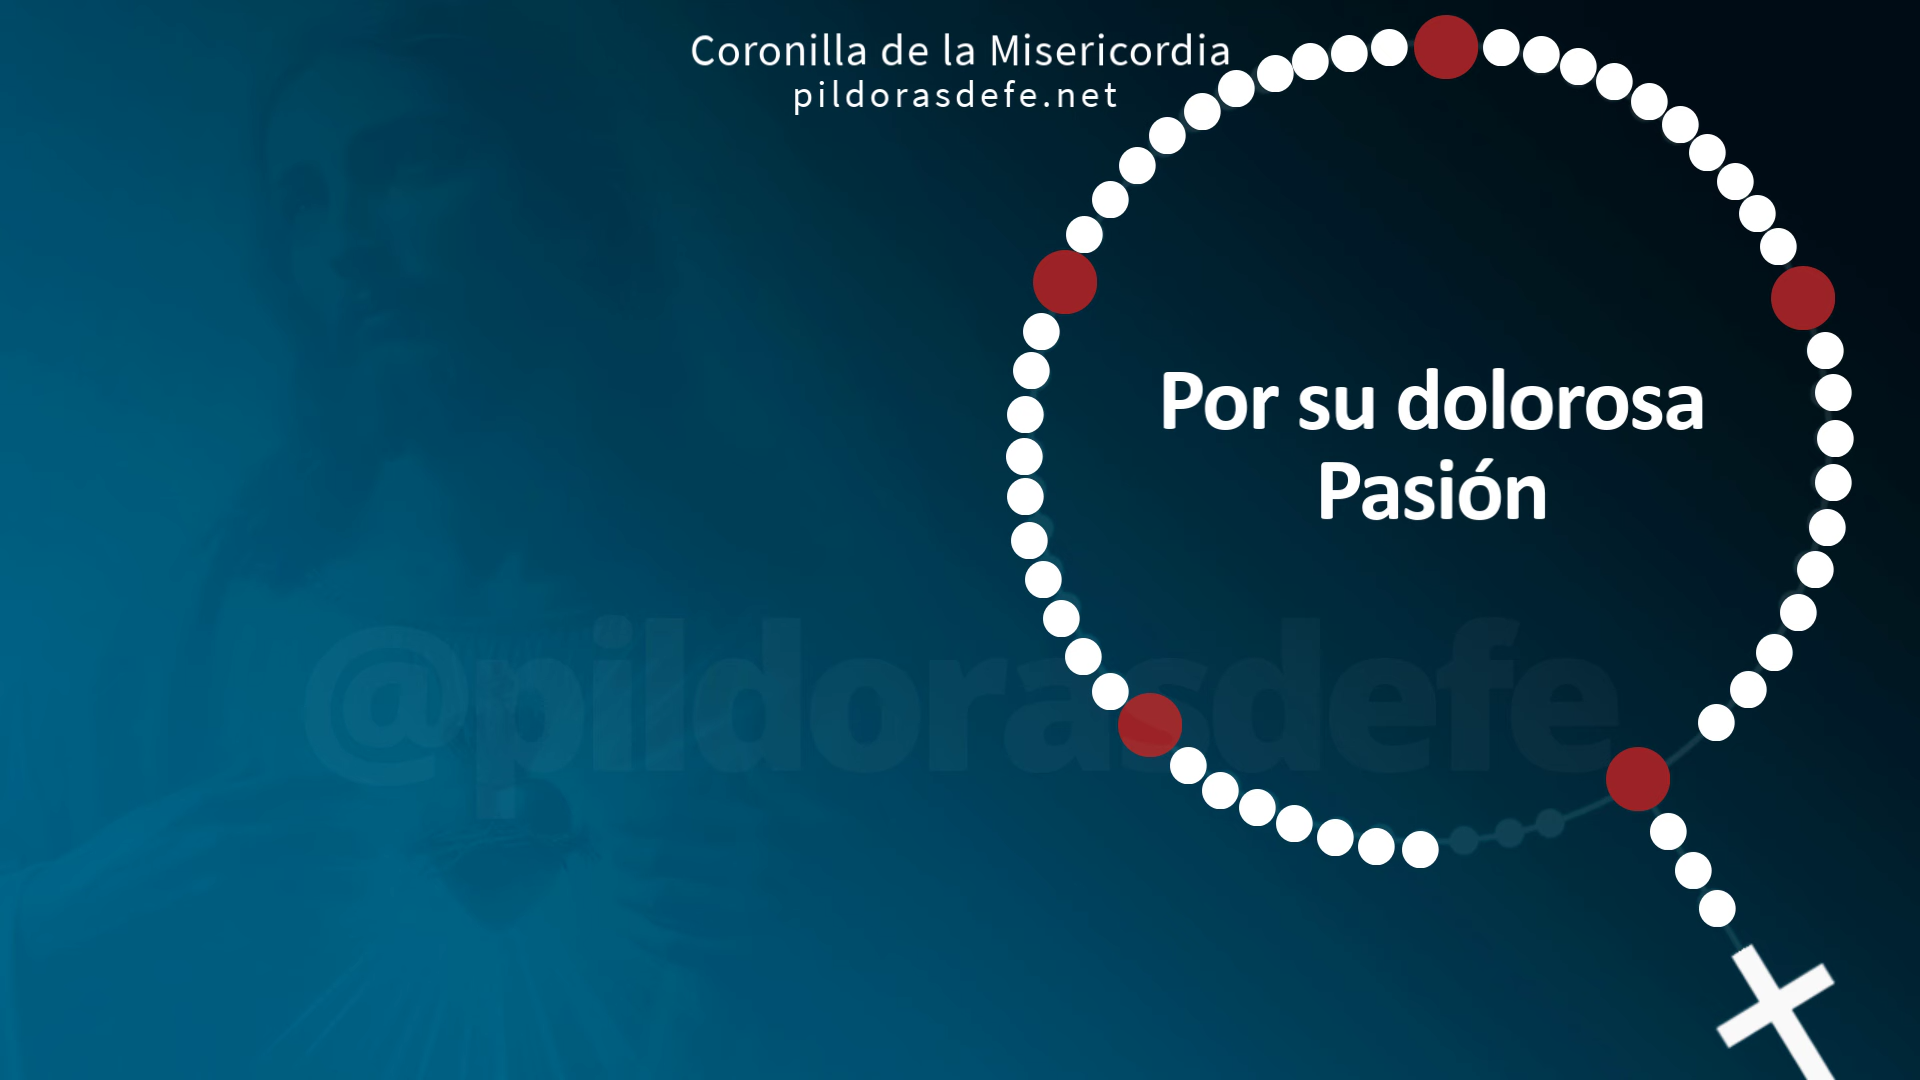 Coronilla de la Misericordia
pildorasdefe.net
Por su dolorosa
Pasión
@pildorasdefe